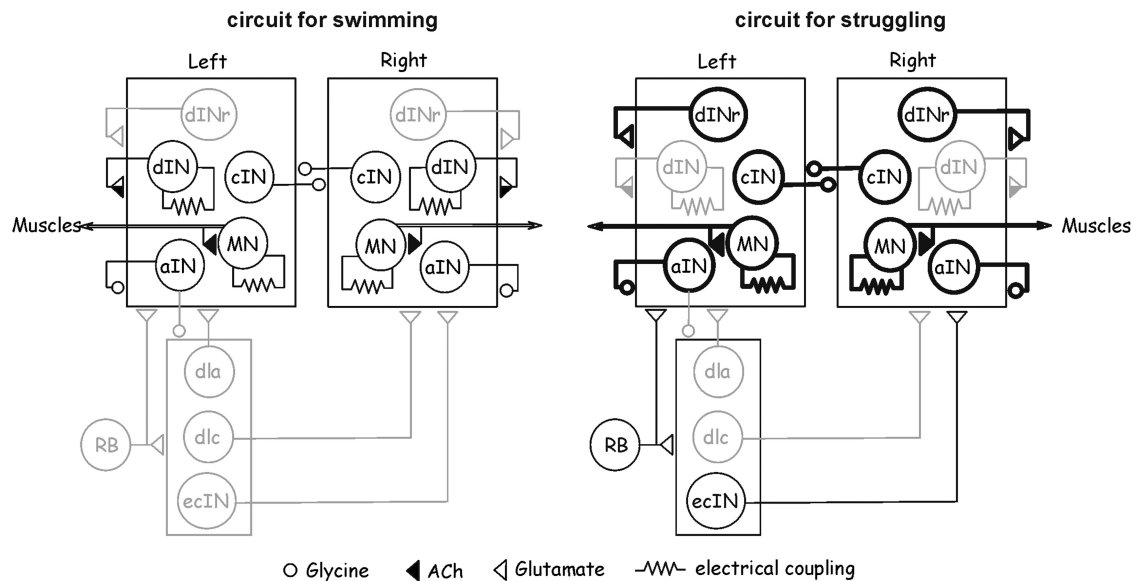 circuit for swimming
circuit for struggling
Left
Right
Left
Right
dINr
dINr
dINr
dINr
dIN
cIN
cIN
dIN
dIN
cIN
cIN
dIN
Muscles
MN
MN
MN
MN
Muscles
aIN
aIN
aIN
aIN
dla
dla
RB
dlc
RB
dlc
ecIN
ecIN
Glycine
ACh
Glutamate
electrical coupling